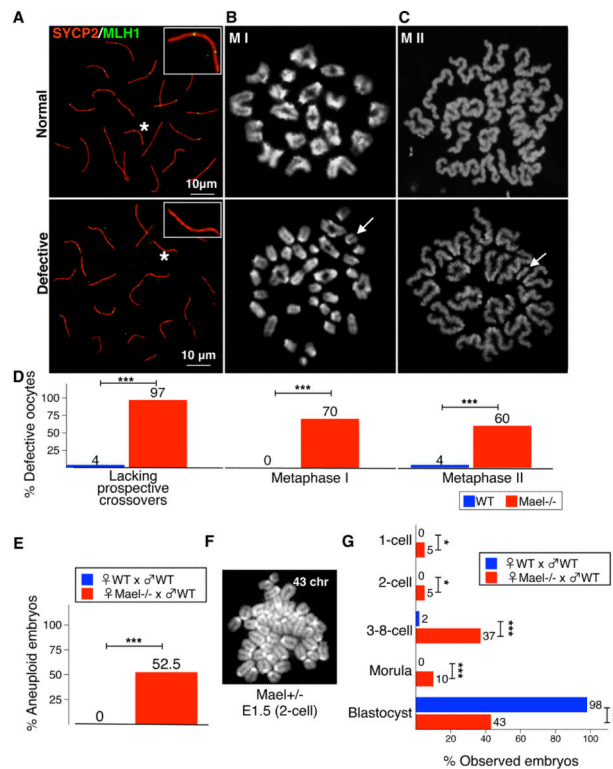 A
B
C
SYCP2/MLH1
M I
M II
Normal
*
10µm
Defective
*
10 µm
D
% Defective oocytes
100
75
50
25
***
4
97
Lacking
prospective
crossovers
***
0
70
Metaphase I
***
4
60
Metaphase II
WT Mael-/-
E
♀WT x ♂WT
♀Mael-/- x ♂WT
% Aneuploid embryos
100
75
50
25
***
0
52.5
F
43 chr
Mael+/-
E1.5 (2-cell)
G
♀WT x ♂WT
♀Mael-/- x ♂WT
1-cell
0
5
*
2-cell
0
5
*
3-8-cell
2
37
***
Morula
0
10
***
Blastocyst
98
43
20 40 60 80 100
% Observed embryos